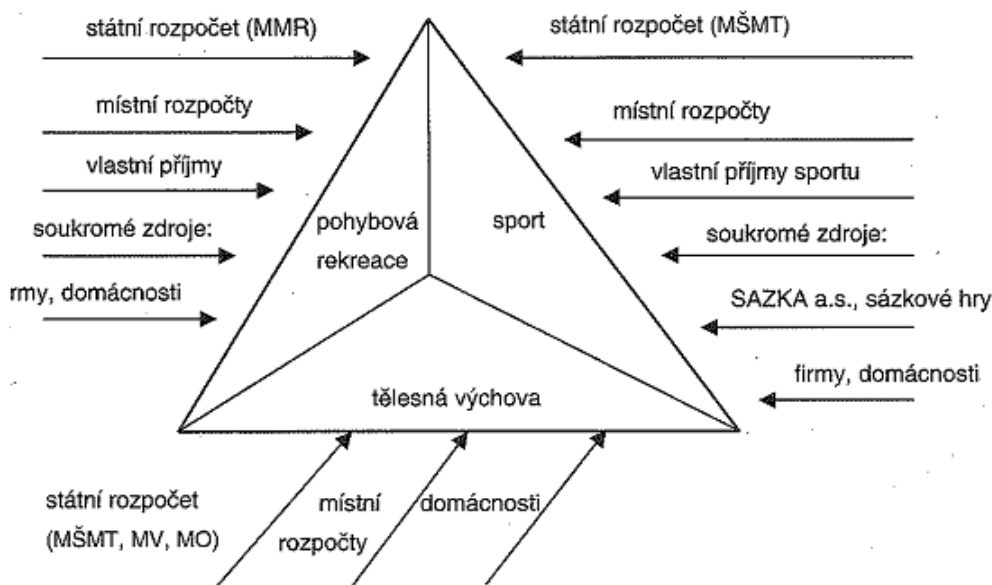 státní rozpočet (MMR)
státní rozpočet (MŠMT)
místní rozpočty
místní rozpočty
vlastní příjmy
vlastní příjmy sportu
pohybová
rekreace
sport
soukromé zdroje:
soukromé zdroje:
rmy, domácnosti
SAZKA a.s., sázkové hry
firmy, domácnosti
tělesná výchova
státní rozpočet
(MŠMT, MV, MO)
místní
rozpočty
domácnosti